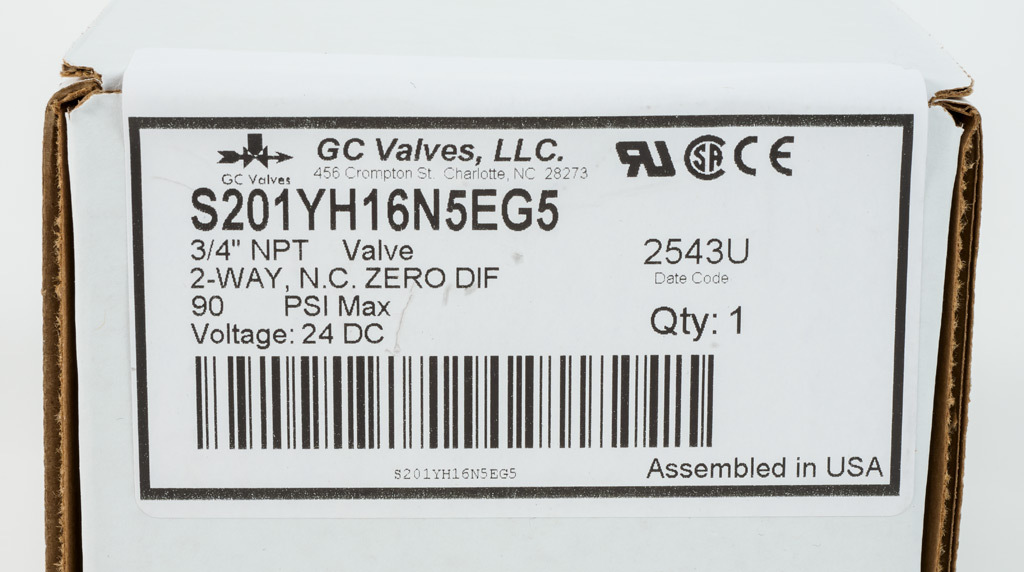 GC Valves, LLC.
456 Crompton St. Charlotte, NC 28273
GC Valves
S201YH16N5EG5
3/4" NPT Valve
2-WAY, N.C. ZERO DIF
90 PSI Max
Voltage: 24 DC
2543U
Date Code
Qty: 1
S201YH16N5EG5
Assembled in USA